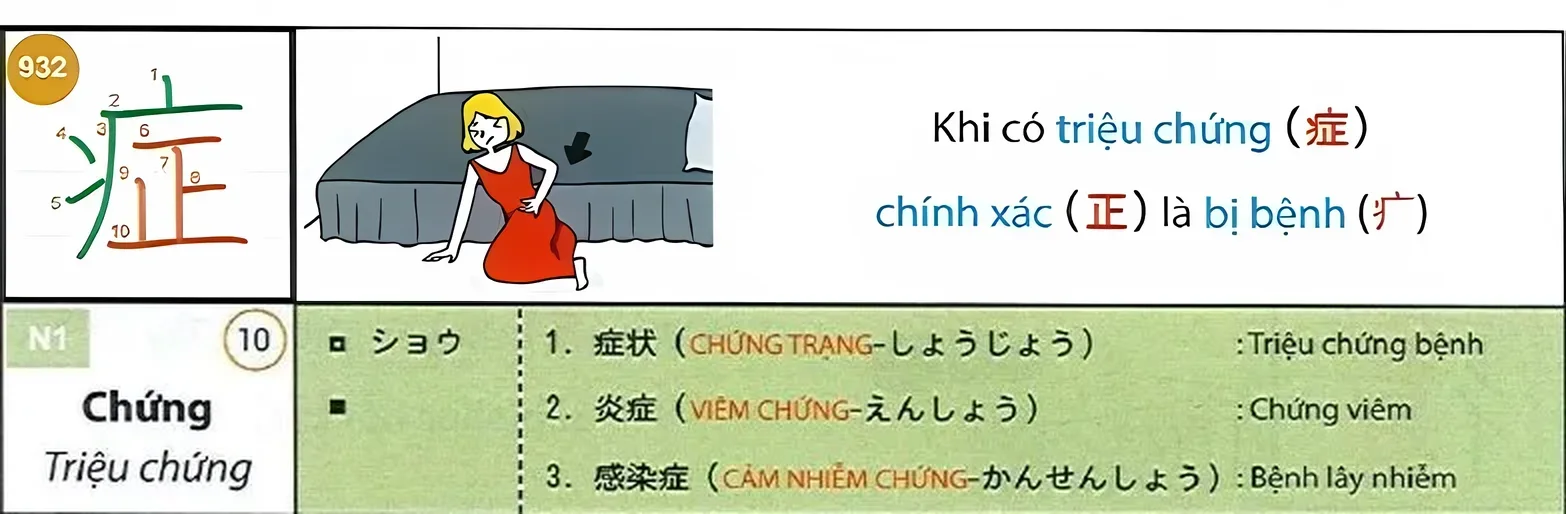 932
症
1
2
3
4
5
6
7
8
9
10
Khi có triệu chứng (症)
chính xác (正) là bị bệnh (疒)
N1
10
Chứng
Triệu chứng
ショウ
1. 症状 (CHỨNG TRẠNG-しょうじょう) : Triệu chứng bệnh
2. 炎症 (VIÊM CHỨNG-えんしょう) : Chứng viêm
3. 感染症 (CẢM NHIỄM CHỨNG-かんせんしょう) : Bệnh lây nhiễm